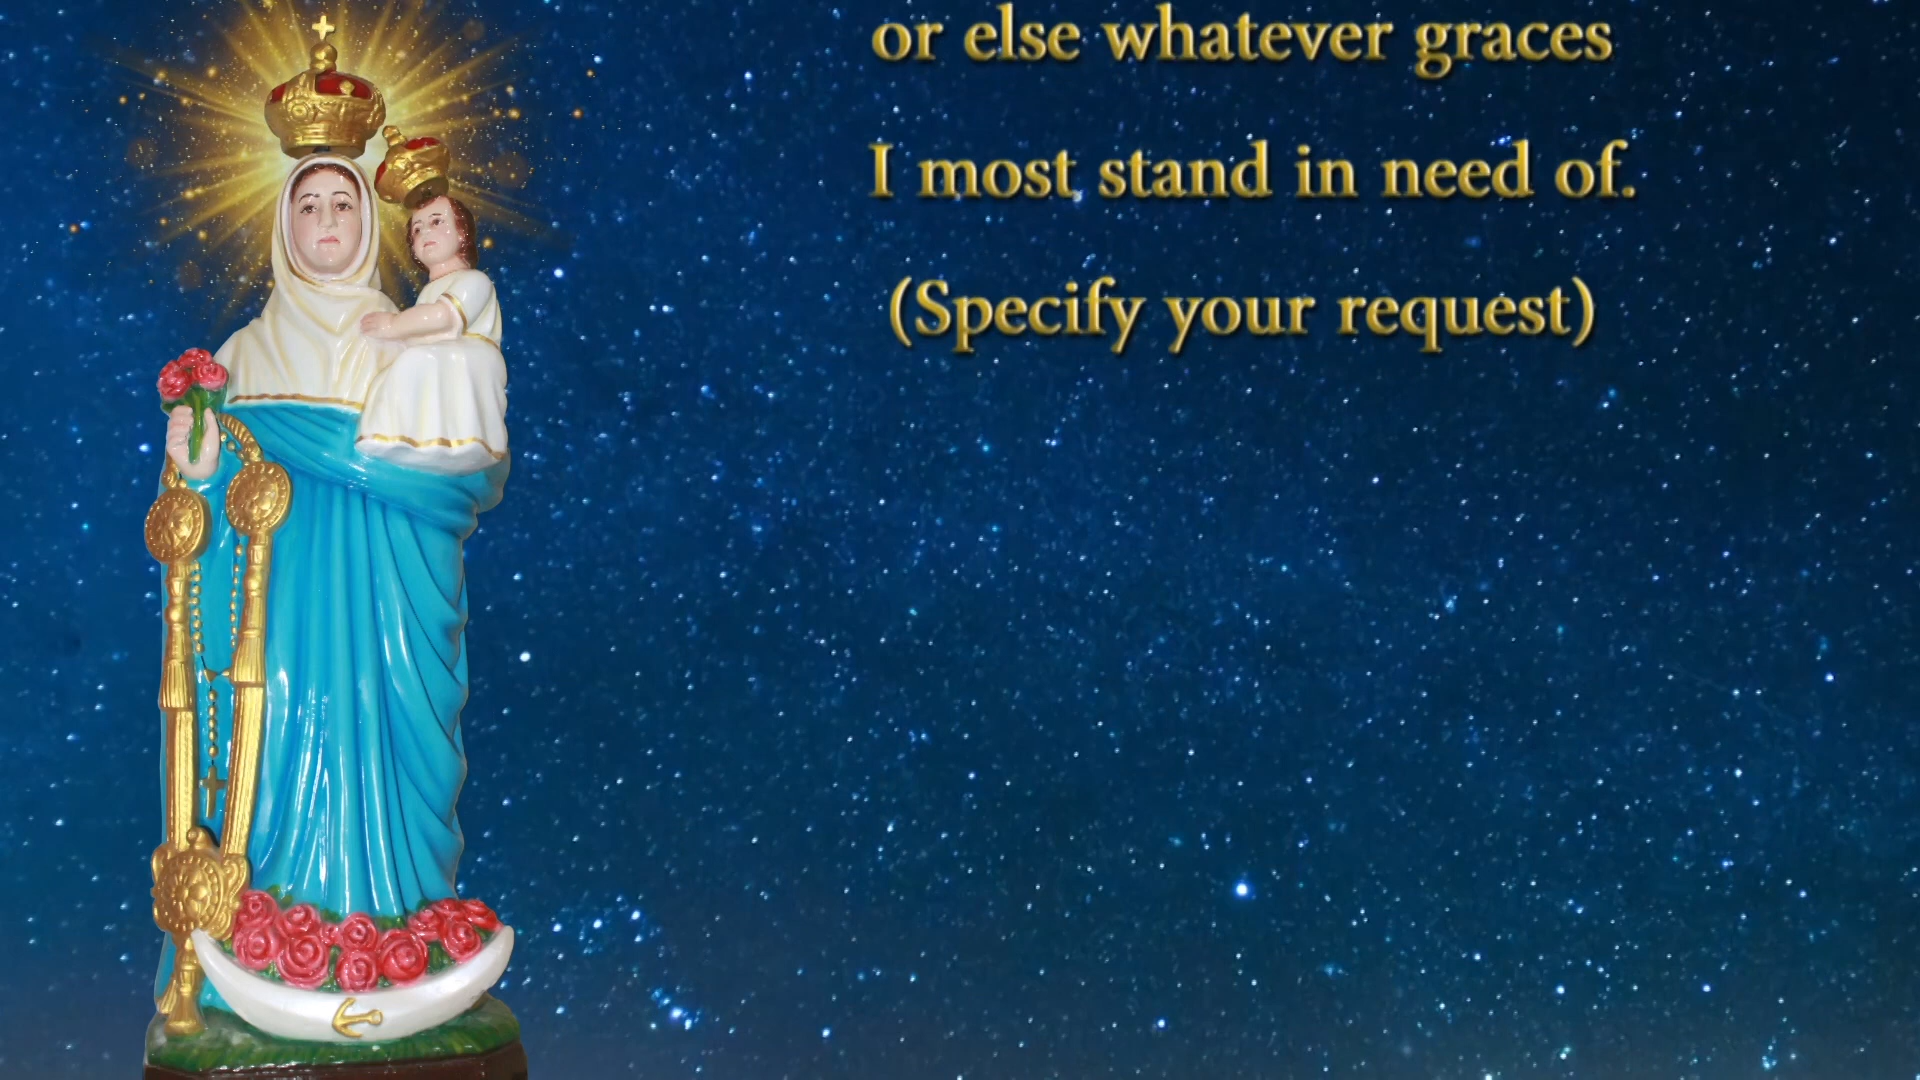 or else whatever graces
I most stand in need of.
(Specify your request)